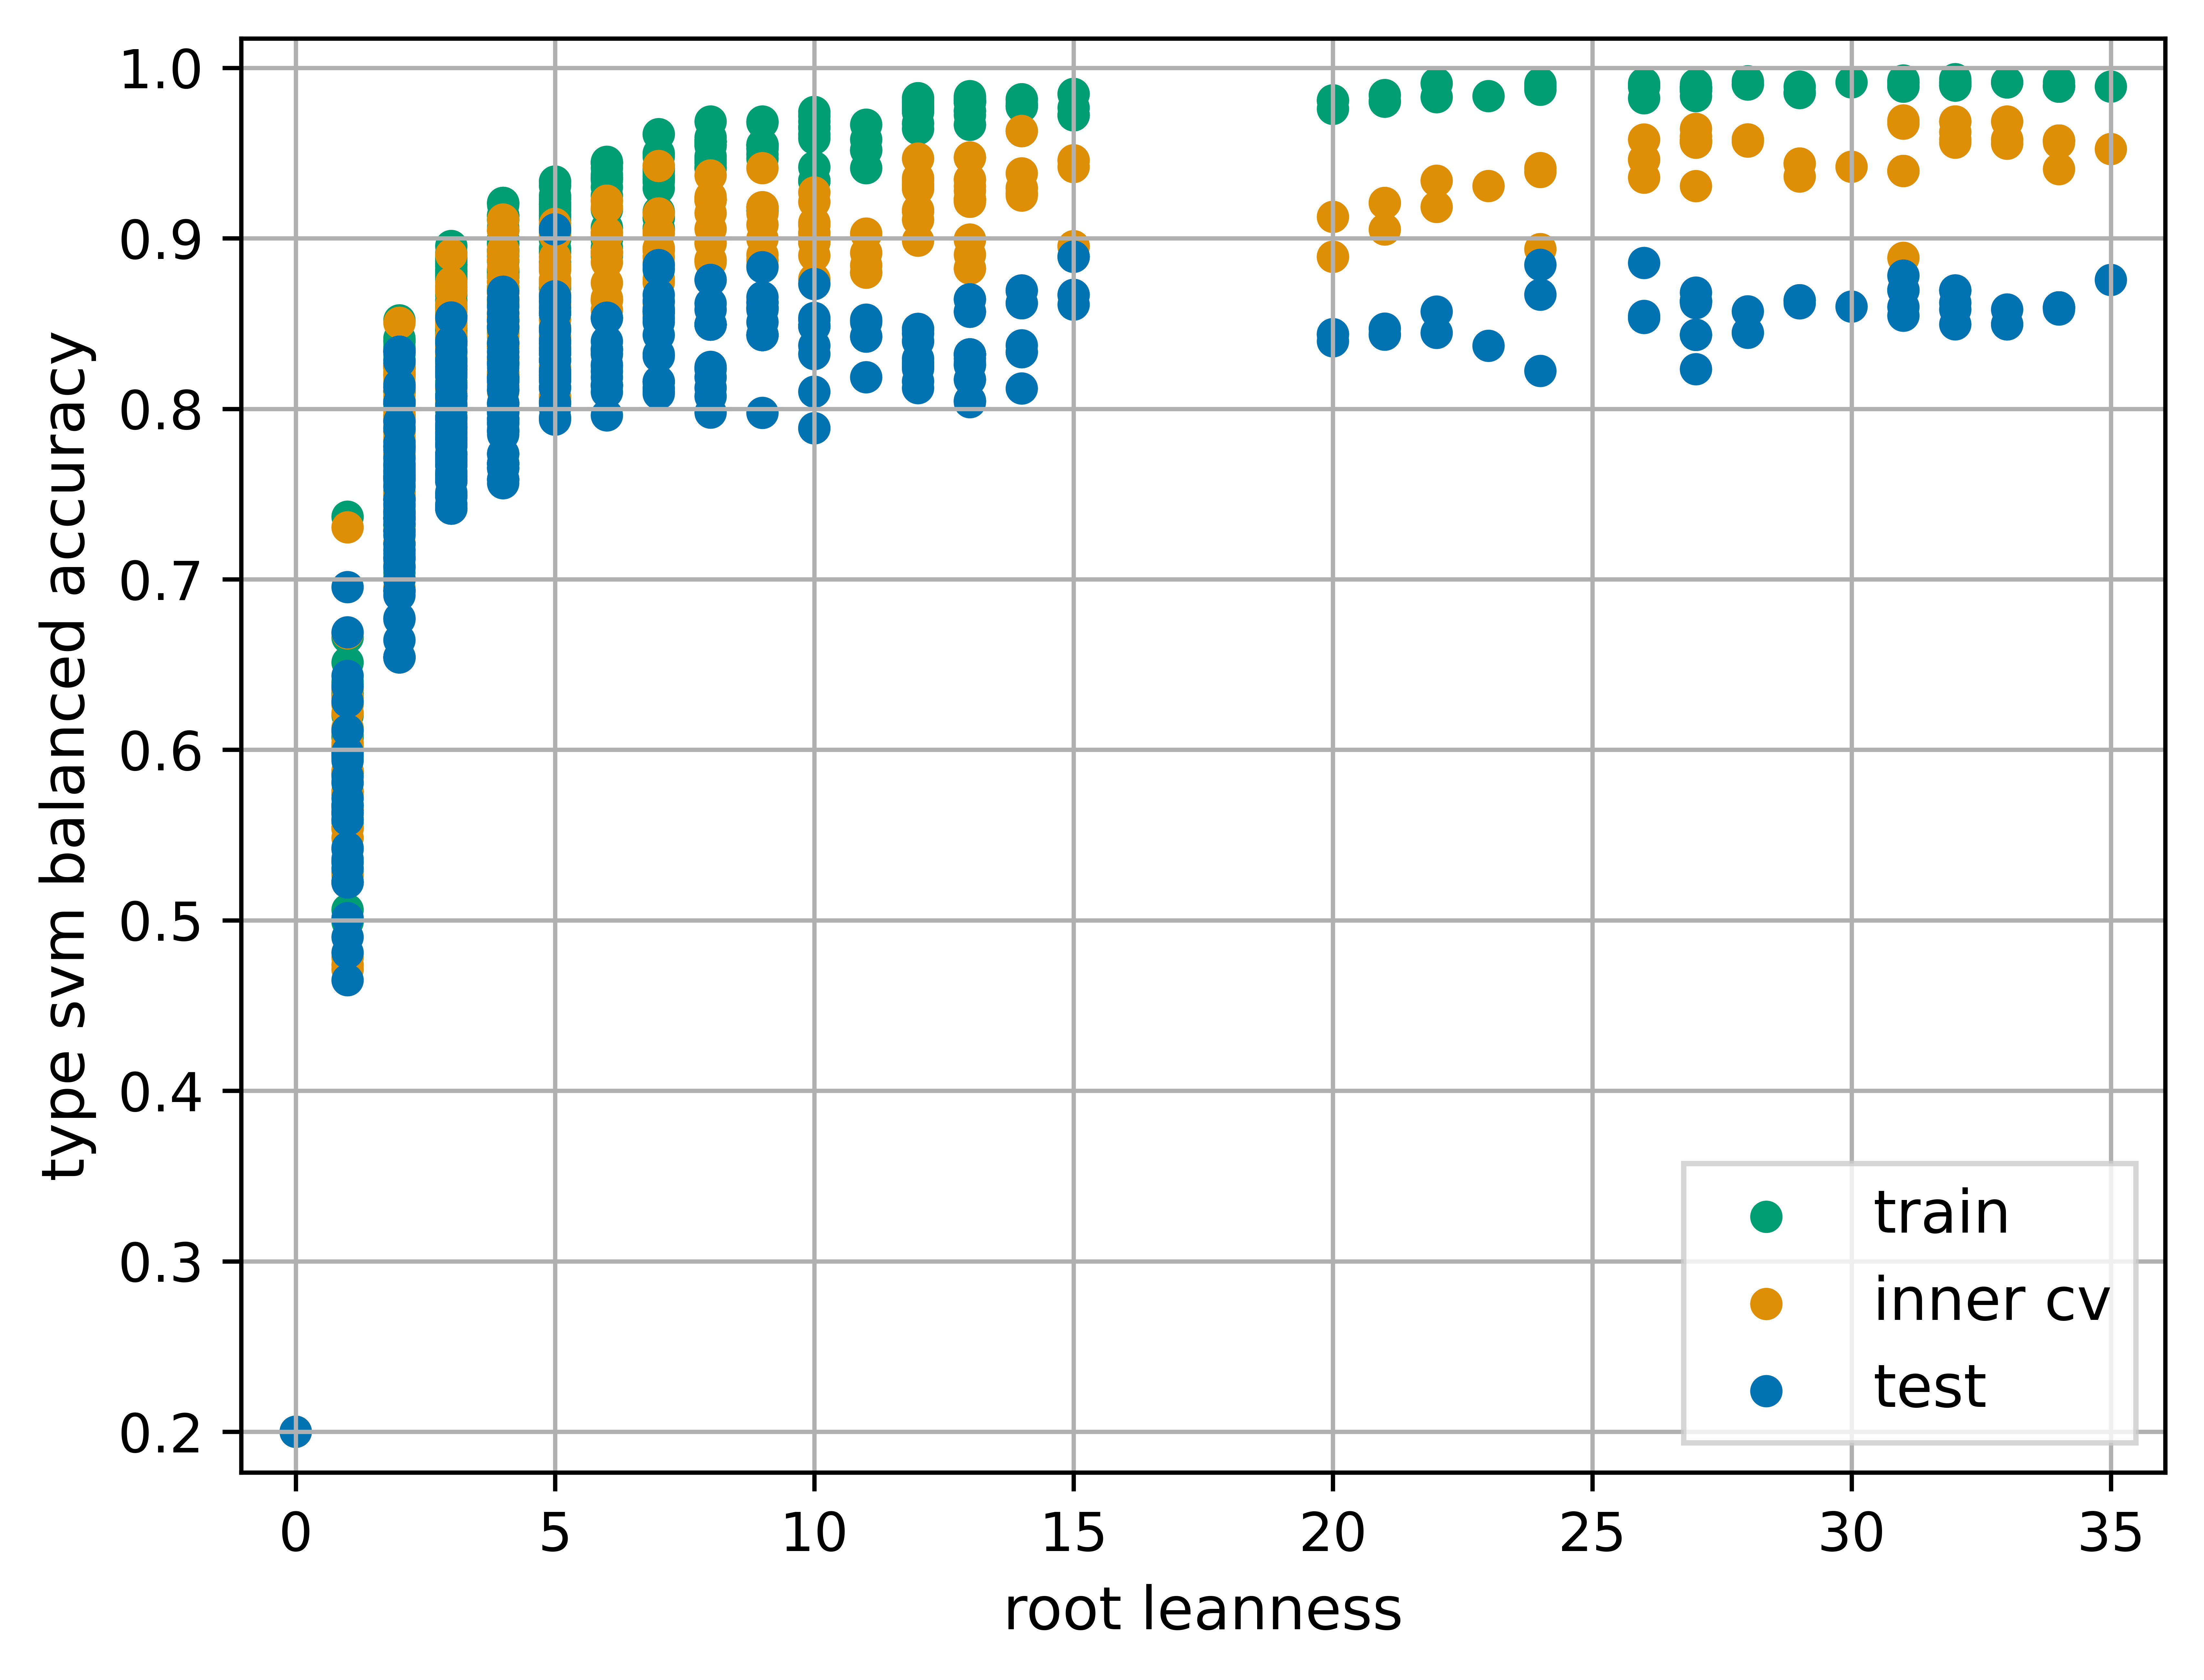 1.0
0.9
0.8
0.7
0.6
0.5
0.4
0.3
0.2
type svm balanced accuracy
train
inner cv
test
0 5 10 15 20 25 30 35
root leanness